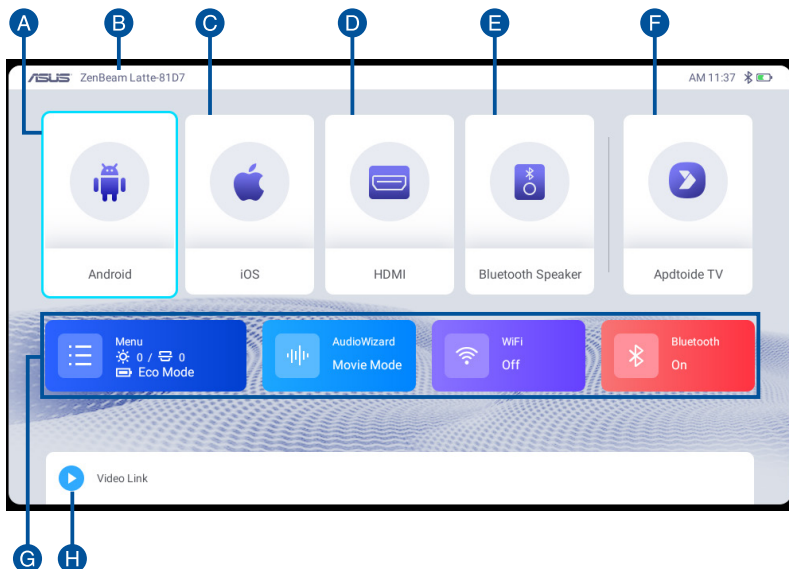 A B C D E F
ASUS ZenBeam Latte-81D7 AM 11:37
Android iOS HDMI Bluetooth Speaker Apdtoide TV
Menu AudioWizard WiFi Bluetooth
0 / 0 Movie Mode Off On
Eco Mode
Video Link
G H